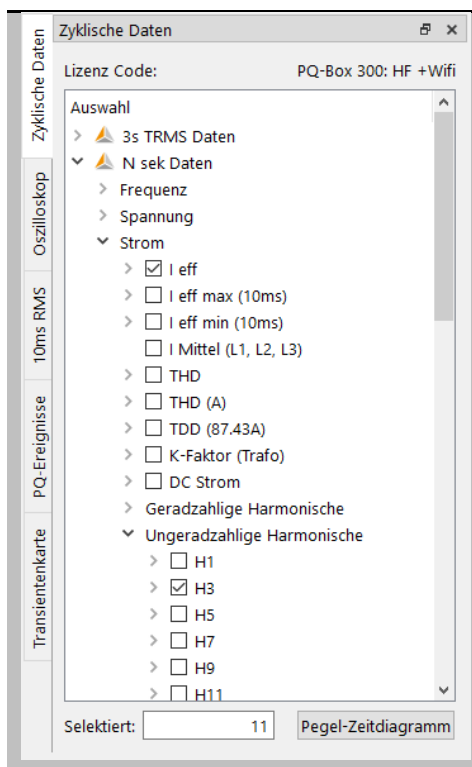 Zyklische Daten
Oszilloskop
10ms RMS
PQ-Ereignisse
Transientenkarte
Zyklische Daten
Lizenz Code: PQ-Box 300: HF +Wifi
Auswahl
3s TRMS Daten
N sek Daten
Frequenz
Spannung
Strom
I eff
I eff max (10ms)
I eff min (10ms)
I Mittel (L1, L2, L3)
THD
THD (A)
TDD (87.43A)
K-Faktor (Trafo)
DC Strom
Geradzahlige Harmonische
Ungeradzahlige Harmonische
H1
H3
H5
H7
H9
H11
Selektiert: 11 Pegel-Zeitdiagramm